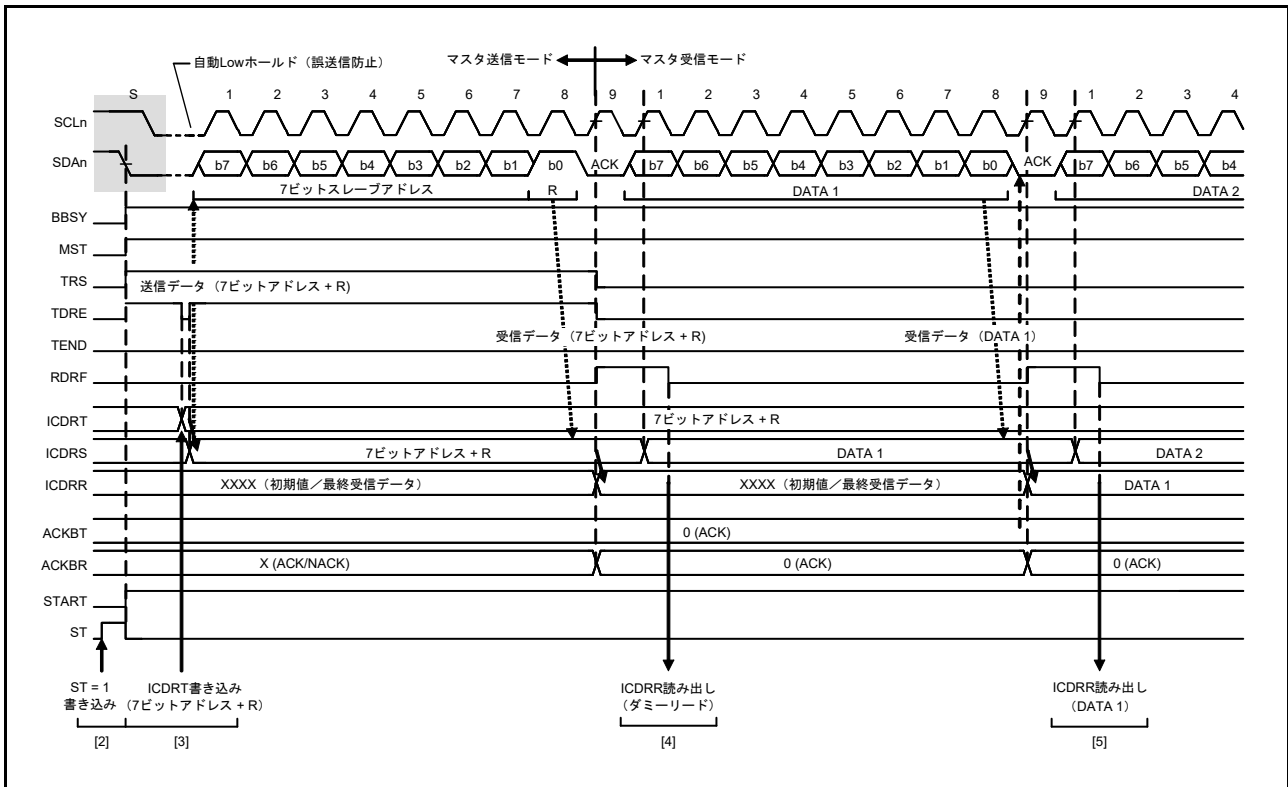 自動Lowホールド（誤送信防止）
マスタ送信モード
マスタ受信モード
S 1 2 3 4 5 6 7 8 9 1 2 3 4 5 6 7 8 9 1 2 3 4
SCLn
SDAn b7 b6 b5 b4 b3 b2 b1 b0 ACK b7 b6 b5 b4 b3 b2 b1 b0 ACK b7 b6 b5 b4
7ビットスレーブアドレス R DATA 1 DATA 2
BBSY
MST
TRS
送信データ（7ビットアドレス + R)
TDRE
受信データ（7ビットアドレス + R) 受信データ（DATA 1）
TEND
RDRF
ICDRT 7ビットアドレス + R
ICDRS 7ビットアドレス + R DATA 1 DATA 2
ICDRR XXXX（初期値／最終受信データ） XXXX（初期値／最終受信データ） DATA 1
ACKBT 0 (ACK)
ACKBR X (ACK/NACK) 0 (ACK) 0 (ACK)
START
ST
ST = 1
書き込み
ICDRT書き込み
（7ビットアドレス + R）
ICDRR読み出し
（ダミーリード）
ICDRR読み出し
（DATA 1）
[2] [3] [4] [5]